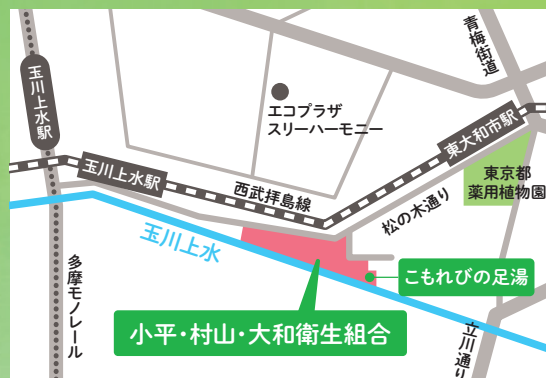 青梅街道
玉川上水駅
エコプラザ
スリーハーモニー
東大和市駅
玉川上水駅
西武拝島線
東京都
薬用植物園
松の木通り
玉川上水
こもれびの足湯
多摩モノレール
小平・村山・大和衛生組合
立川通り